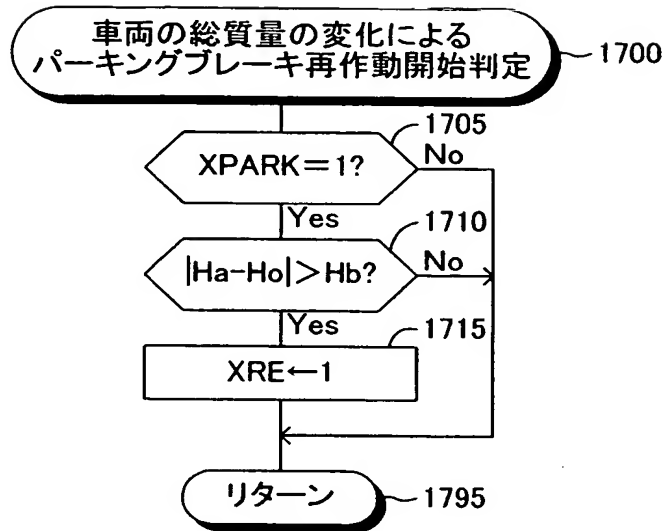 車両の総質量の変化による
パーキングブレーキ再作動開始判定
1700
1705
XPARK=1?
No
Yes
1710
|Ha-Ho|>Hb?
No
Yes
1715
XRE←1
リターン
1795